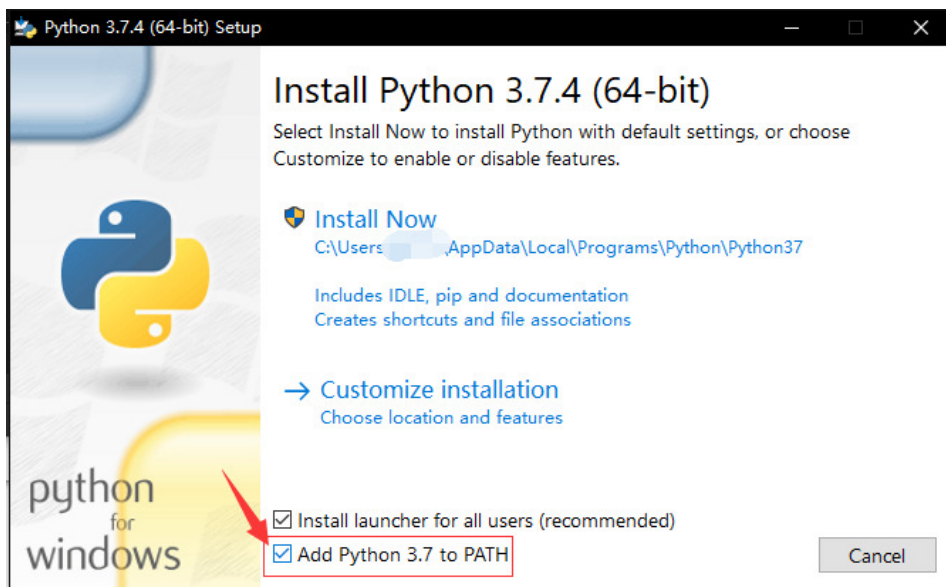 Python 3.7.4 (64-bit) Setup
Install Python 3.7.4 (64-bit)
Select Install Now to install Python with default settings, or choose
Customize to enable or disable features.
Install Now
C:\Users \AppData\Local\Programs\Python\Python37
Includes IDLE, pip and documentation
Creates shortcuts and file associations
Customize installation
Choose location and features
python
for
windows
Install launcher for all users (recommended)
Add Python 3.7 to PATH
Cancel